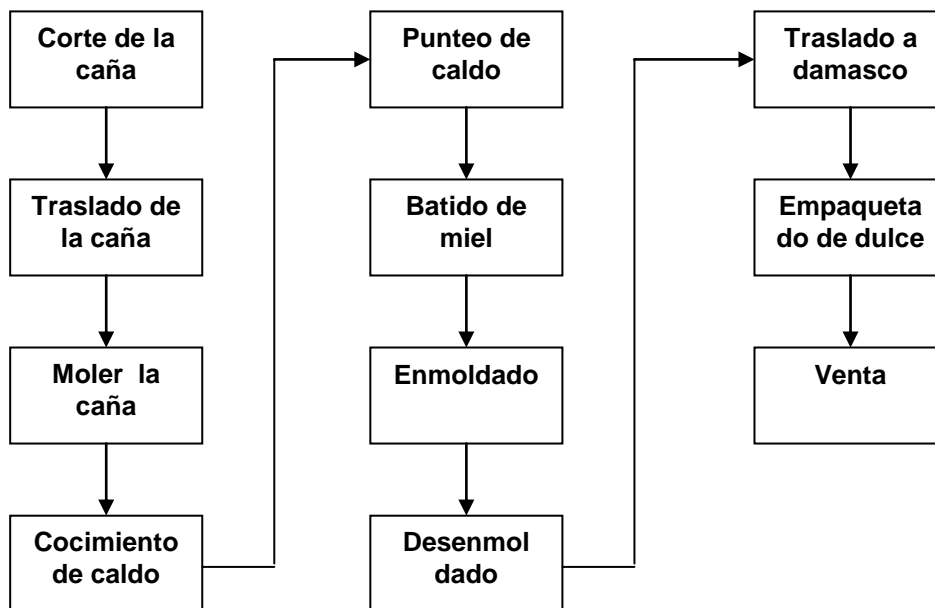 Corte de la
caña
Traslado de
la caña
Moler la
caña
Cocimiento
de caldo
Punteo de
caldo
Batido de
miel
Enmoldado
Desenmol
dado
Traslado a
damasco
Empaqueta
do de dulce
Venta